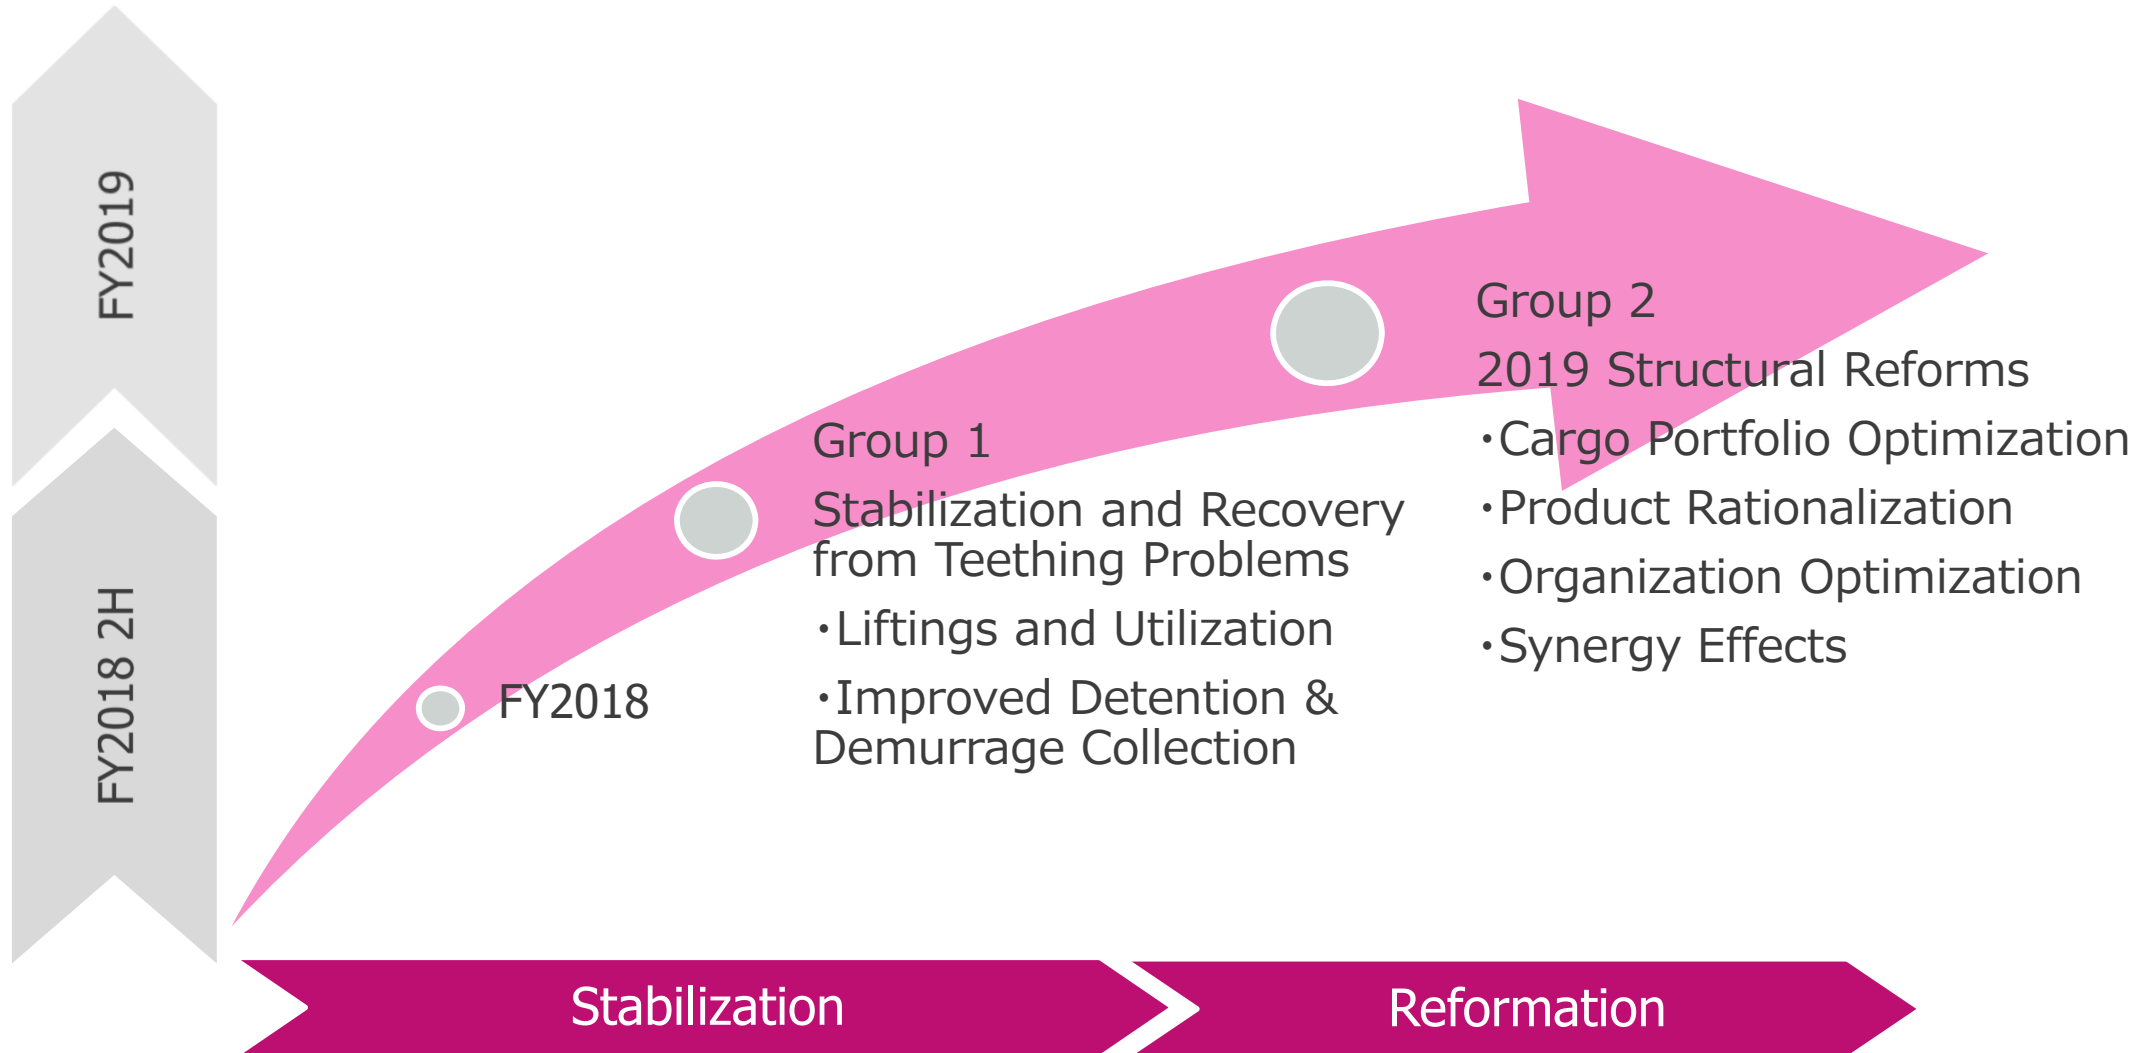 FY2019
FY2018 2H
FY2018
Group 1
Stabilization and Recovery
from Teething Problems
・Liftings and Utilization
・Improved Detention &
Demurrage Collection
Group 2
2019 Structural Reforms
・Cargo Portfolio Optimization
・Product Rationalization
・Organization Optimization
・Synergy Effects
Stabilization
Reformation